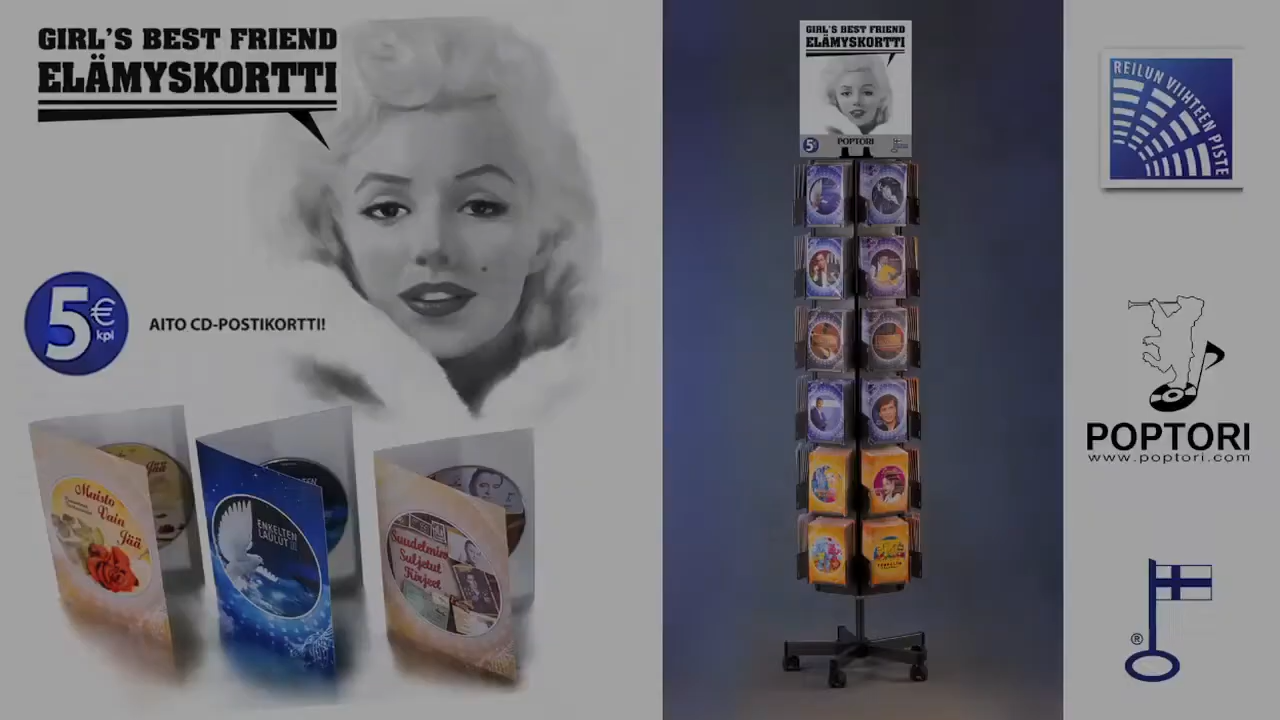 GIRL'S BEST FRIEND
ELÄMYSKORTTI
5€
kpl
AITO CD-POSTIKORTTI!
Muisto
Vain
Jää
Jää
ENKELTEN
LAULUT
Suudelmin
Suljetut
Kirjeet
GIRL'S BEST FRIEND
ELÄMYSKORTTI
5
POPTORI
REILUN VIIHTEEN PISTE
POPTORI
www.poptori.com
®